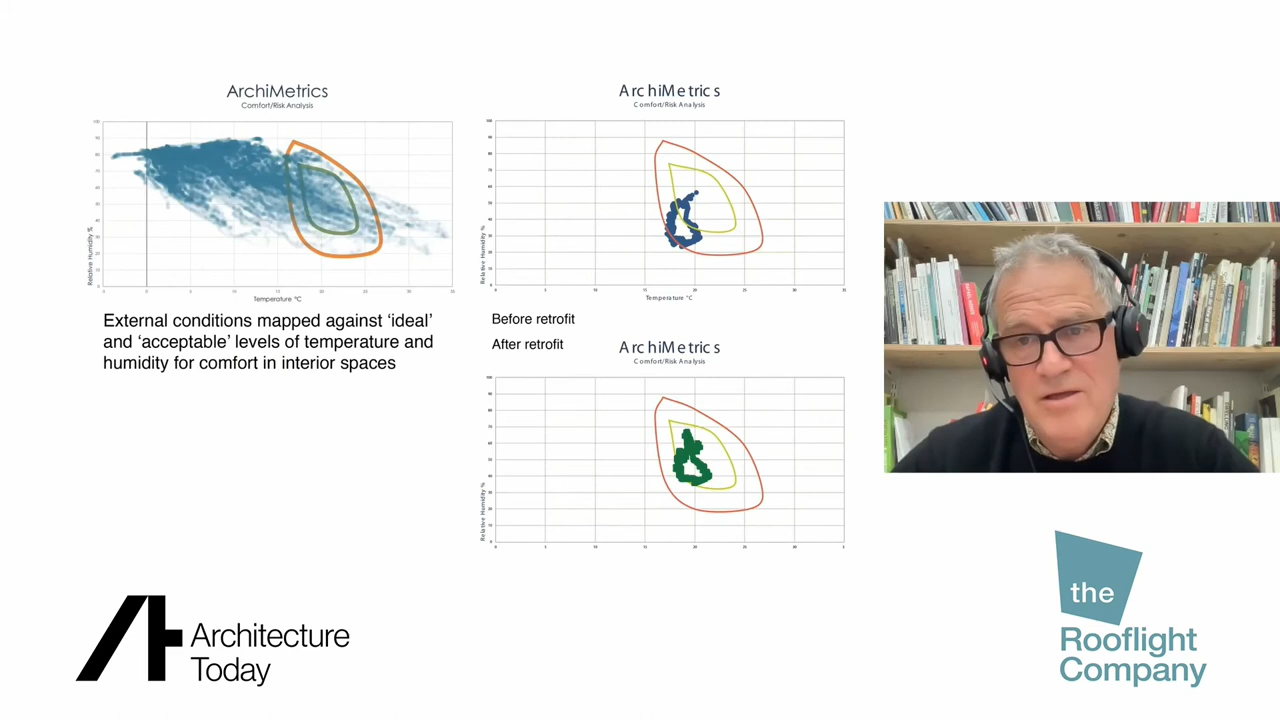 ArchiMetrics
Comfort/Risk Analysis
Relative Humidity %
Temperature ºC
External conditions mapped against ‘ideal’
and ‘acceptable’ levels of temperature and
humidity for comfort in interior spaces
ArchiMetrics
Comfort/Risk Analysis
Relative Humidity %
Temperature °C
Before retrofit
After retrofit
ArchiMetrics
Comfort/Risk Analysis
Relative Humidity %
Architecture
Today
the
Rooflight
Company